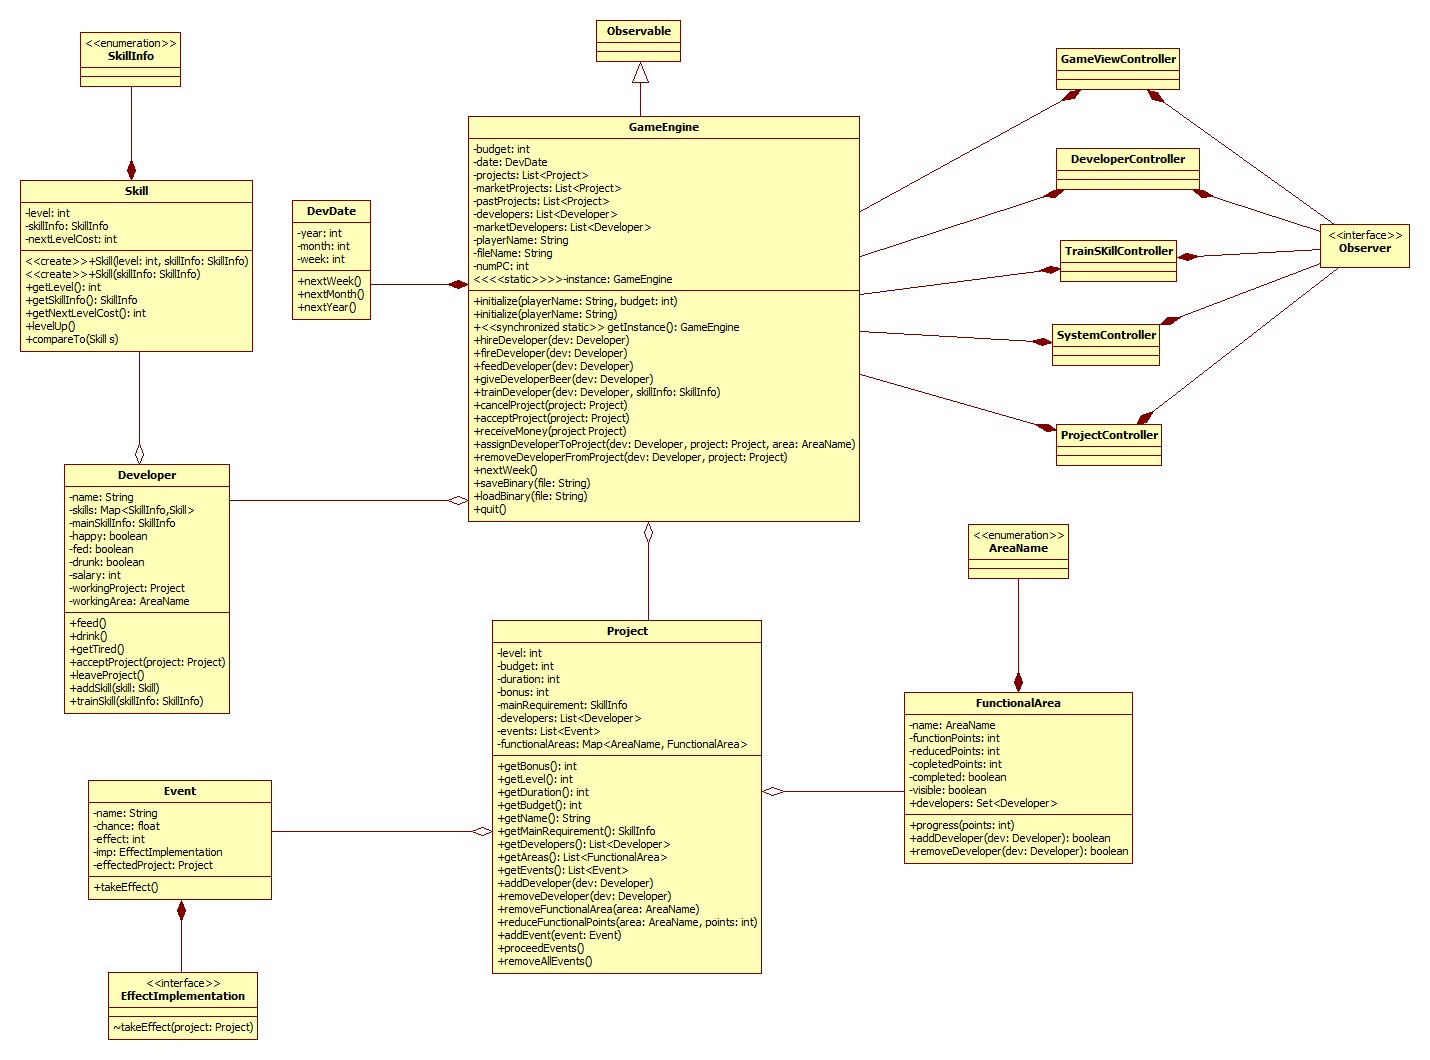 <<enumeration>>
SkillInfo
Observable
GameViewController
GameEngine
-budget: int
-date: DevDate
-projects: List<Project>
-marketProjects: List<Project>
-pastProjects: List<Project>
-developers: List<Developer>
-marketDevelopers: List<Developer>
-playerName: String
-fileName: String
-numPC: int
<<<<static>>>>-instance: GameEngine
+initialize(playerName: String, budget: int)
+initialize(playerName: String)
+<<synchronized static>> getInstance(): GameEngine
+hireDeveloper(dev: Developer)
+fireDeveloper(dev: Developer)
+feedDeveloper(dev: Developer)
+giveDeveloperBeer(dev: Developer)
+trainDeveloper(dev: Developer, skillInfo: SkillInfo)
+cancelProject(project: Project)
+acceptProject(project: Project)
+receiveMoney(project Project)
+assignDeveloperToProject(dev: Developer, project: Project, area: AreaName)
+removeDeveloperFromProject(dev: Developer, project: Project)
+nextWeek()
+saveBinary(file: String)
+loadBinary(file: String)
+quit()
DeveloperController
Skill
-level: int
-skillInfo: SkillInfo
-nextLevelCost: int
<<create>>+Skill(level: int, skillInfo: SkillInfo)
<<create>>+Skill(skillInfo: SkillInfo)
+getLevel(): int
+getSkillInfo(): SkillInfo
+getNextLevelCost(): int
+levelUp()
+compareTo(Skill s)
DevDate
-year: int
-month: int
-week: int
+nextWeek()
+nextMonth()
+nextYear()
<<interface>>
Observer
TrainSKillController
SystemController
ProjectController
Developer
-name: String
-skills: Map<SkillInfo,Skill>
-mainSkillInfo: SkillInfo
-happy: boolean
-fed: boolean
-drunk: boolean
-salary: int
-workingProject: Project
-workingArea: AreaName
+feed()
+drink()
+getTired()
+acceptProject(project: Project)
+leaveProject()
+addSkill(skill: Skill)
+trainSkill(skillInfo: SkillInfo)
<<enumeration>>
AreaName
Project
-level: int
-budget: int
-duration: int
-bonus: int
-mainRequirement: SkillInfo
-developers: List<Developer>
-events: List<Event>
-functionalAreas: Map<AreaName, FunctionalArea>
+getBonus(): int
+getLevel(): int
+getDuration(): int
+getBudget(): int
+getName(): String
+getMainRequirement(): SkillInfo
+getDevelopers(): List<Developer>
+getAreas(): List<FunctionalArea>
+getEvents(): List<Event>
+addDeveloper(dev: Developer)
+removeDeveloper(dev: Developer)
+removeFunctionalArea(area: AreaName)
+reduceFunctionalPoints(area: AreaName, points: int)
+addEvent(event: Event)
+proceedEvents()
+removeAllEvents()
FunctionalArea
-name: AreaName
-functionPoints: int
-reducedPoints: int
-copletedPoints: int
-completed: boolean
-visible: boolean
+developers: Set<Developer>
+progress(points: int)
+addDeveloper(dev: Developer): boolean
+removeDeveloper(dev: Developer): boolean
Event
-name: String
-chance: float
-effect: int
-imp: EffectImplementation
-effectedProject: Project
+takeEffect()
<<interface>>
EffectImplementation
~takeEffect(project: Project)